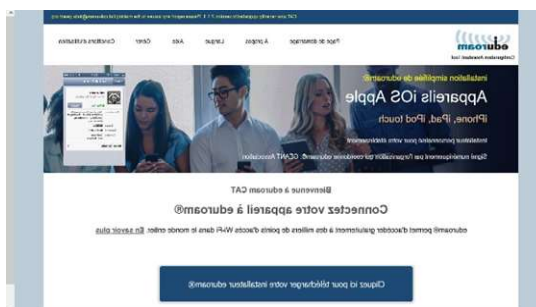 eduroam
Configuration Assistant Tool
Page de démarrage À propos Langue Aide Gérer Conditions d'utilisation
installation simplifiée de eduroam®
Appareils iOS Apple
iPhone, iPad, iPod touch
Installateur personnalisé pour votre établissement
Signé numériquement par l'organisation qui coordonne eduroam®: GÉANT Association
Bienvenue à eduroam CAT
Connectez votre appareil à eduroam®
eduroam® permet d'accéder gratuitement à des milliers de points d'accès Wi-Fi dans le monde entier. En savoir plus
Cliquez ici pour télécharger votre installateur eduroam®